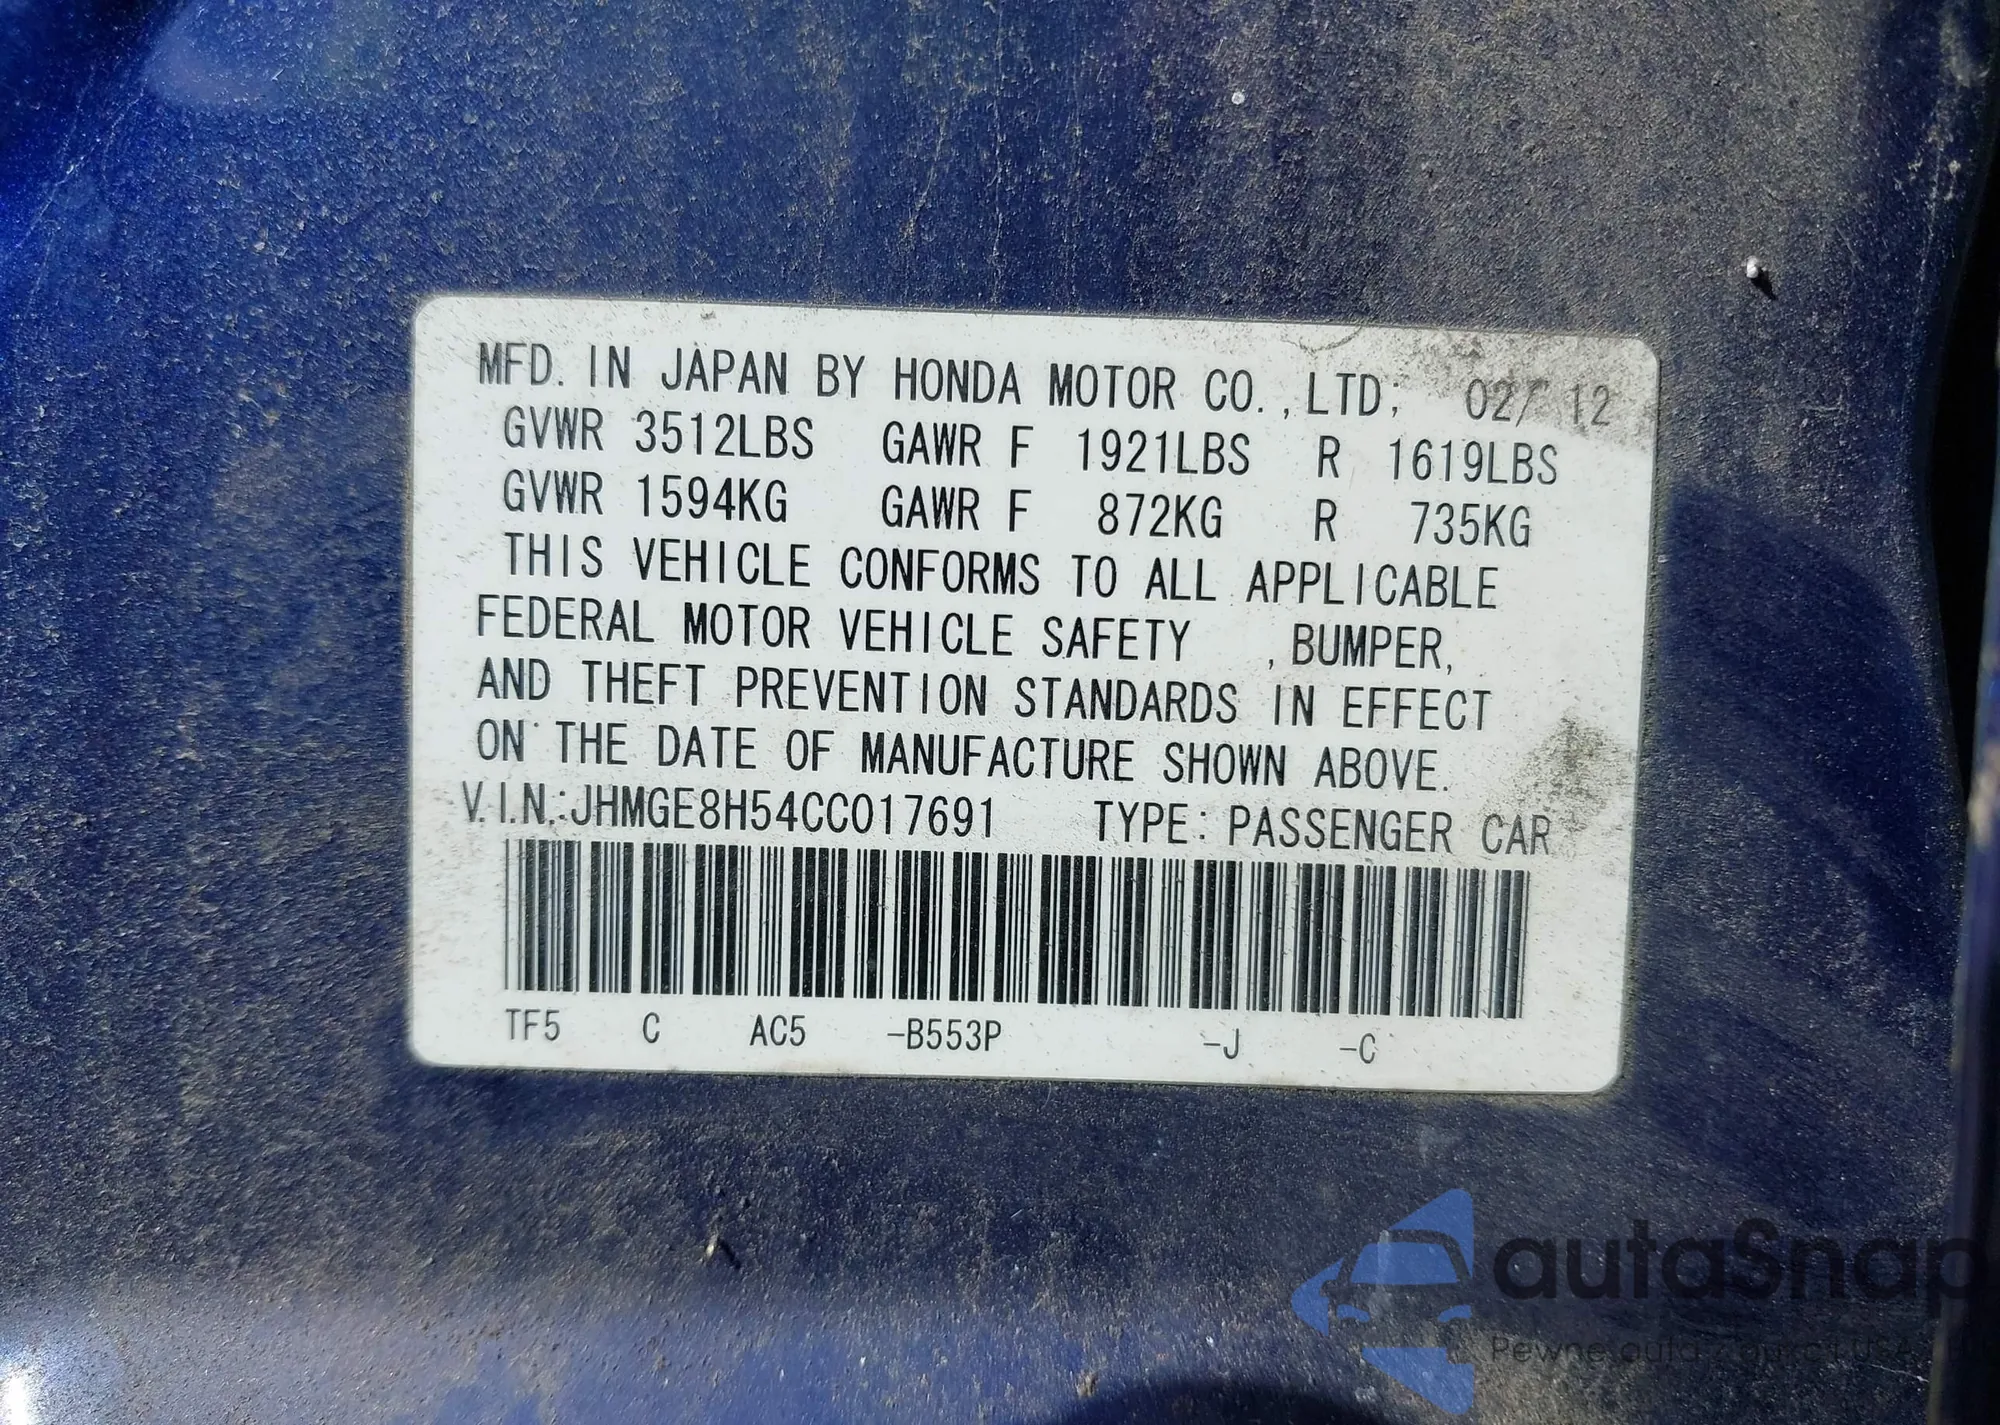 MFD. IN JAPAN BY HONDA MOTOR CO.,LTD; 02/ 12
GVWR 3512LBS GAWR F 1921LBS R 1619LBS
GVWR 1594KG GAWR F 872KG R 735KG
THIS VEHICLE CONFORMS TO ALL APPLICABLE
FEDERAL MOTOR VEHICLE SAFETY ,BUMPER,
AND THEFT PREVENTION STANDARDS IN EFFECT
ON THE DATE OF MANUFACTURE SHOWN ABOVE.
V.I.N.:JHMGE8H54CC017691 TYPE: PASSENGER CAR
TF5 C AC5 -B553P -J -C
autaSnap
Pewne auta z